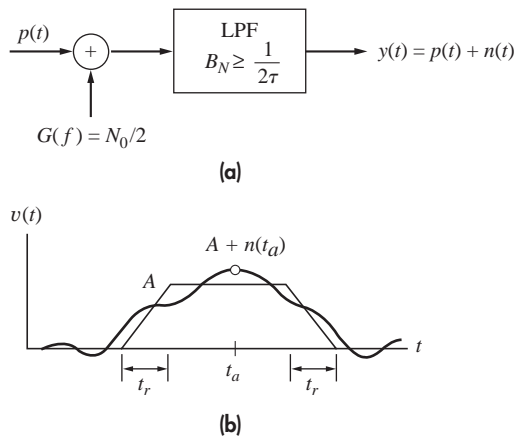 p(t)
+
LPF
B_N ≥ 1/2τ
y(t) = p(t) + n(t)
G(f) = N_0/2
(a)
v(t)
A + n(t_a)
A
t
t_r
t_a
t_r
(b)